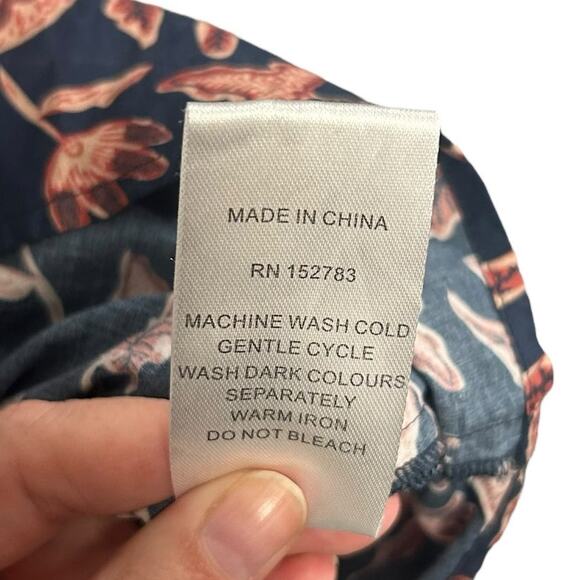 MADE IN CHINA
RN 152783
MACHINE WASH COLD
GENTLE CYCLE
WASH DARK COLOURS
SEPARATELY
WARM IRON
DO NOT BLEACH